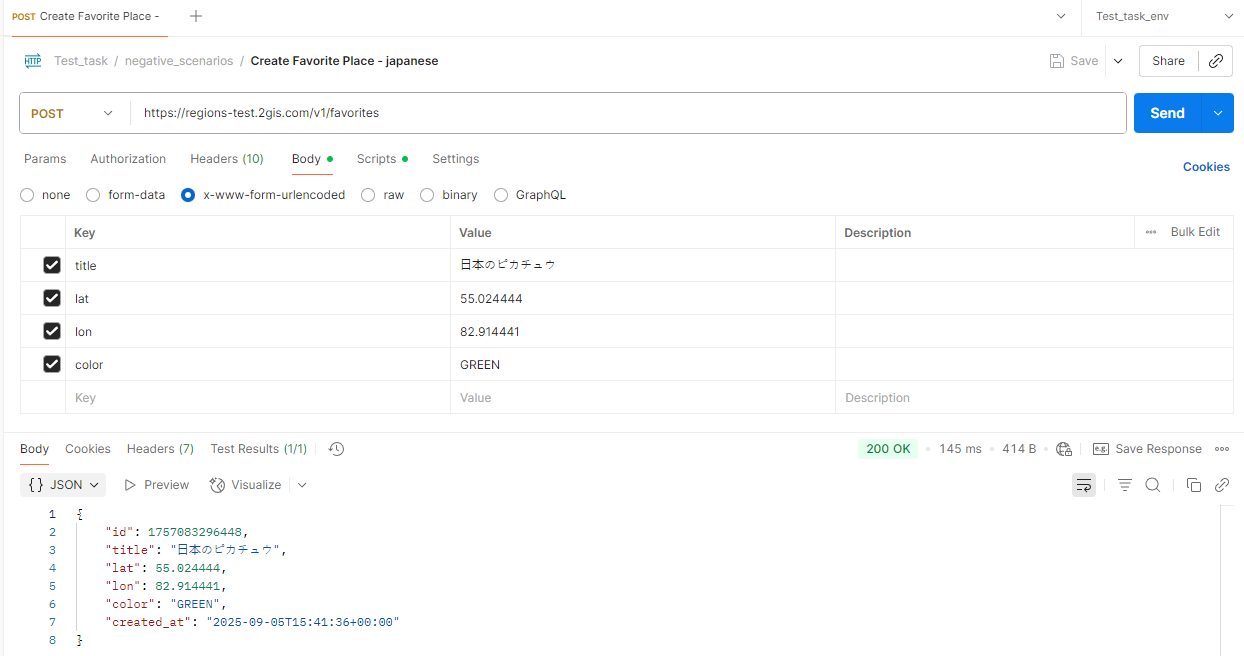 POST Create Favorite Place -
Test_task_env
HTTP Test_task / negative_scenarios / Create Favorite Place - japanese
Save
Share
POST
https://regions-test.2gis.com/v1/favorites
Send
Params Authorization Headers (10) Body Scripts Settings
Cookies
none form-data x-www-form-urlencoded raw binary GraphQL
Key Value Description Bulk Edit
title 日本のピカチュウ
lat 55.024444
lon 82.914441
color GREEN
Key Value Description
Body Cookies Headers (7) Test Results (1/1)
200 OK 145 ms 414 B e.g. Save Response
{} JSON Preview Visualize
1 {
2 "id": 1757083296448,
3 "title": "日本のピカチュウ",
4 "lat": 55.024444,
5 "lon": 82.914441,
6 "color": "GREEN",
7 "created_at": "2025-09-05T15:41:36+00:00"
8 }